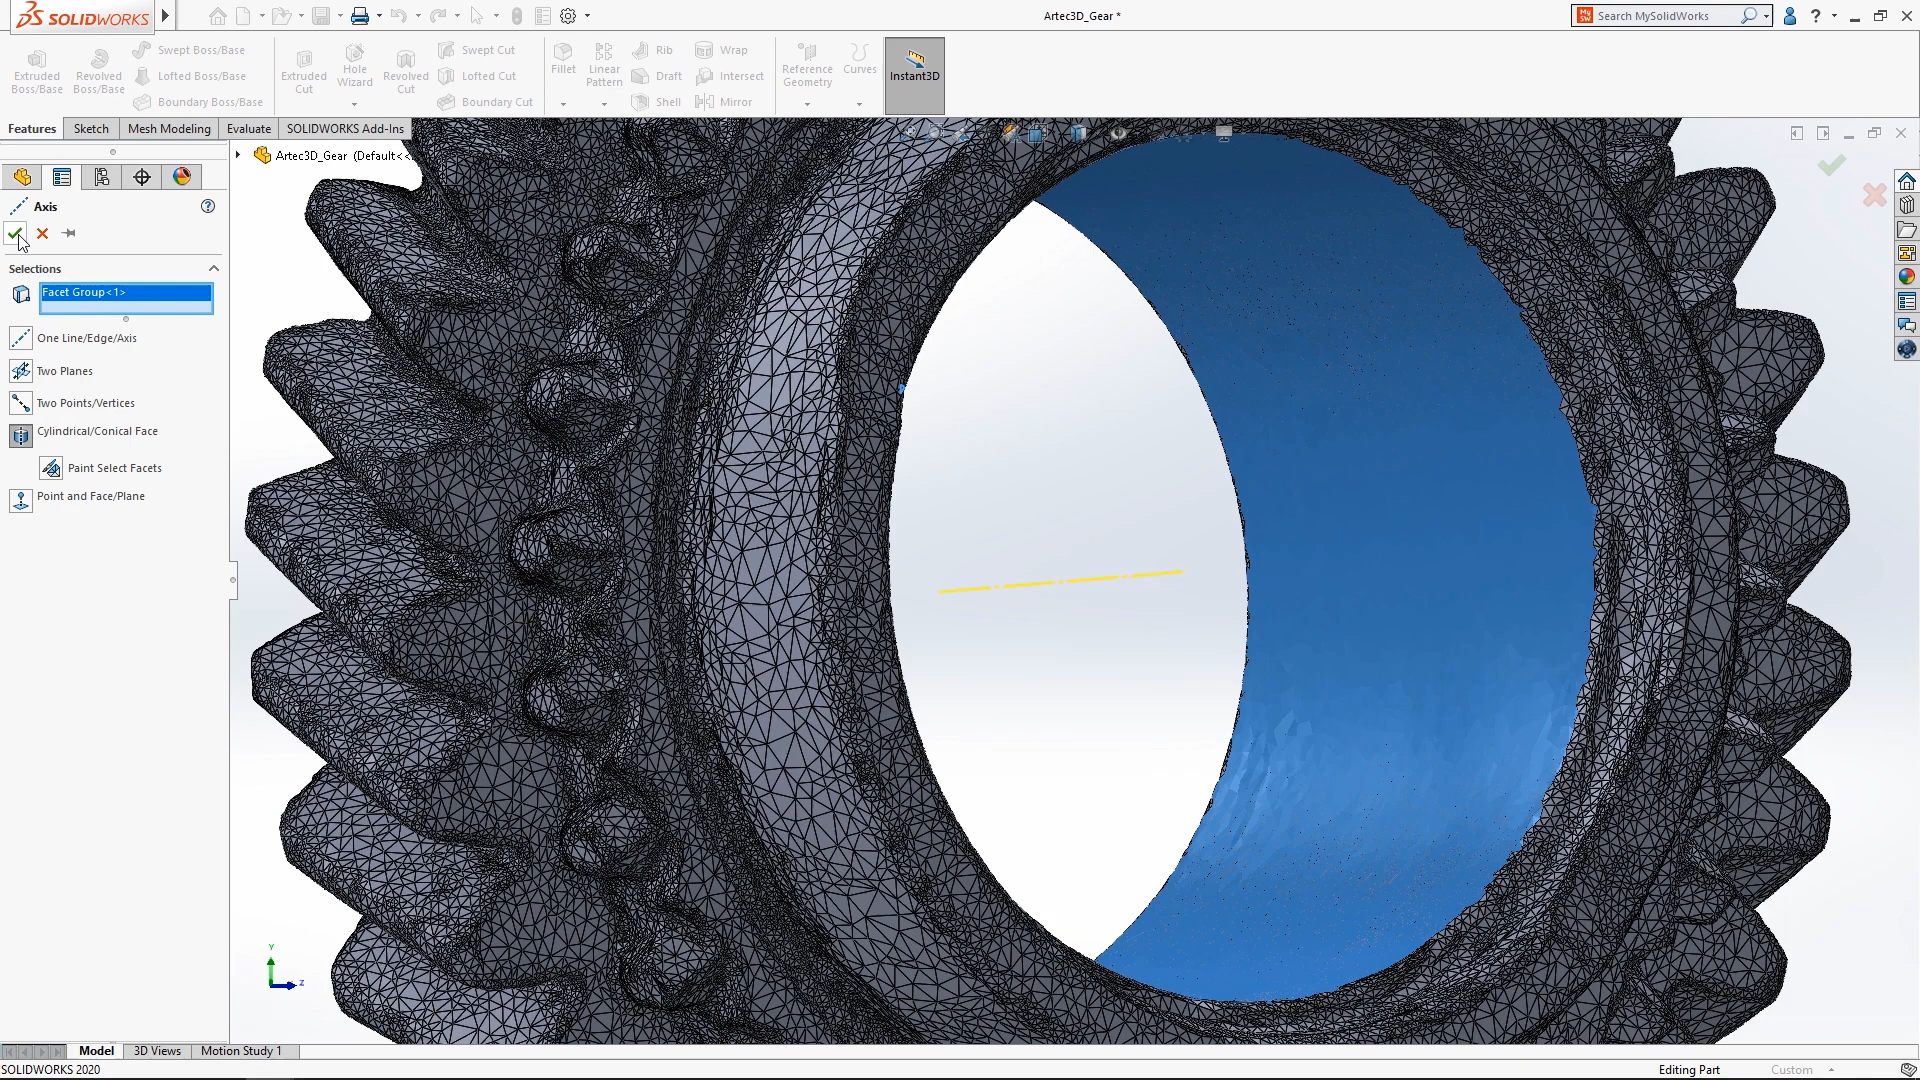 SOLIDWORKS
Artec3D_Gear *
Search MySolidWorks
Extruded Boss/Base
Revolved Boss/Base
Swept Boss/Base
Lofted Boss/Base
Boundary Boss/Base
Extruded Cut
Hole Wizard
Revolved Cut
Swept Cut
Lofted Cut
Boundary Cut
Fillet
Linear Pattern
Rib
Draft
Shell
Wrap
Intersect
Mirror
Reference Geometry
Curves
Instant3D
Features
Sketch
Mesh Modeling
Evaluate
SOLIDWORKS Add-Ins
Artec3D_Gear (Default<<
Axis
Selections
Facet Group<1>
One Line/Edge/Axis
Two Planes
Two Points/Vertices
Cylindrical/Conical Face
Paint Select Facets
Point and Face/Plane
Y
Z
Model
3D Views
Motion Study 1
SOLIDWORKS 2020
Editing Part
Custom